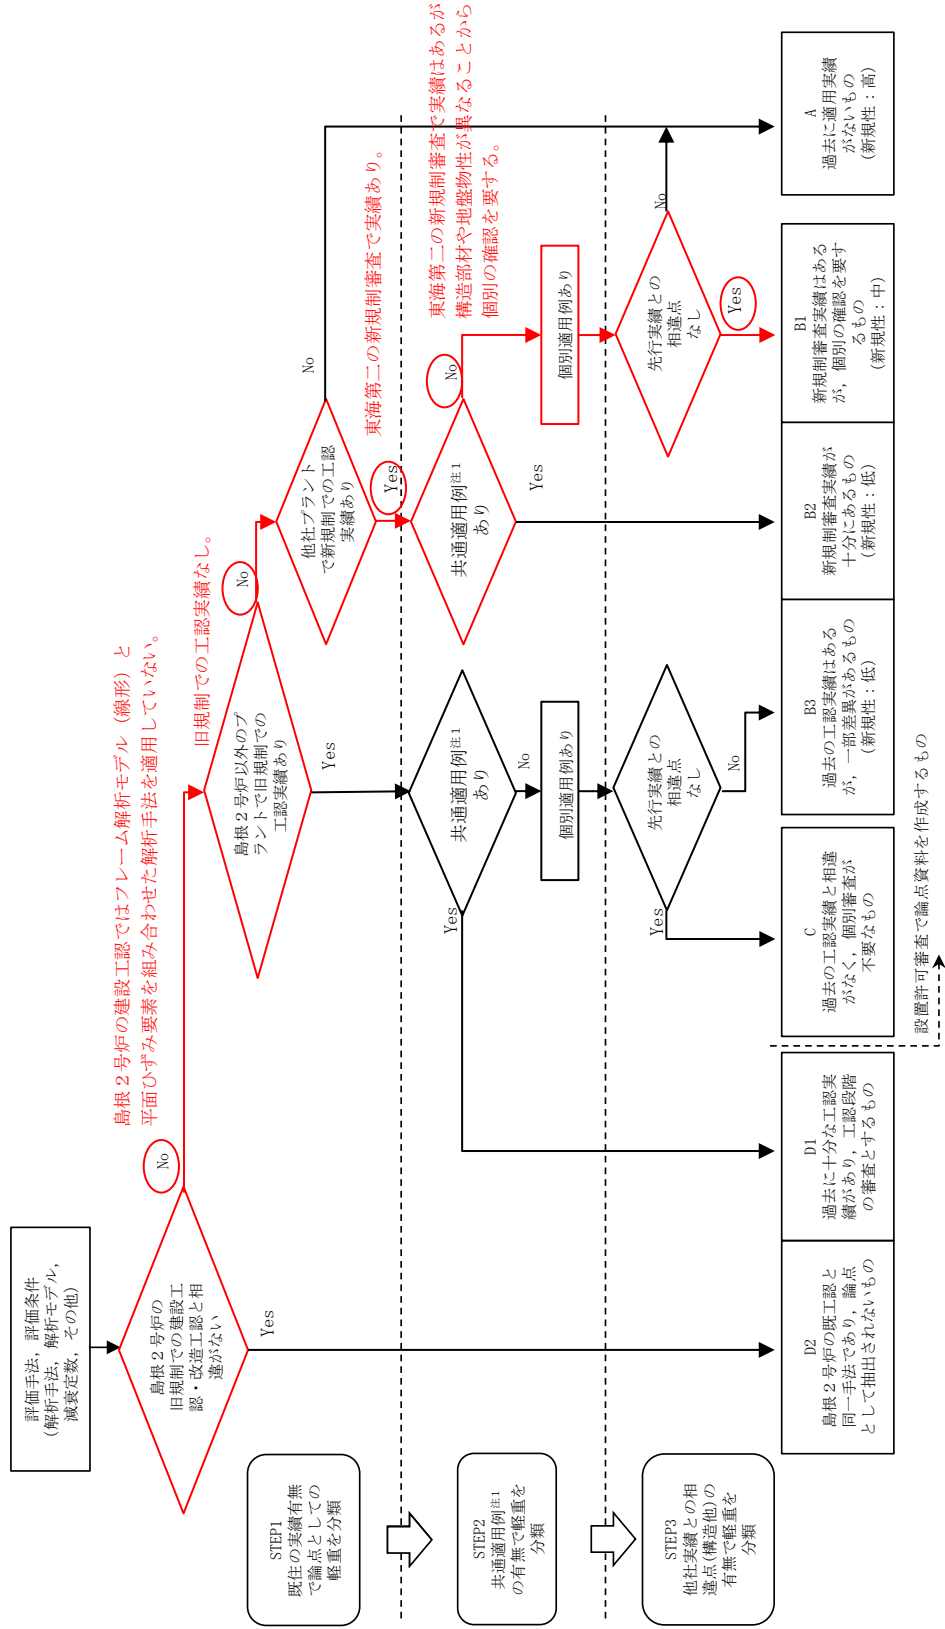 評価手法，評価条件
(解析手法，解析モデル，
減衰定数，その他)
島根２号炉の
旧規制での建設工
認・改造工認と相
違がない
No
Yes
島根２号炉の建設工認ではフレーム解析モデル（線形）と
平面ひずみ要素を組み合わせた解析手法を適用していない。
島根２号炉以外のプ
ラントで旧規制での
工認実績あり
No
Yes
旧規制での工認実績なし。
他社プラント
で新規制での工認
実績あり
No
Yes
東海第二の新規制審査で実績あり。
STEP1
既往の実績有無
で論点としての
軽重を分類
STEP2
共通適用例注1
の有無で軽重を
分類
STEP3
他社実績との相
違点(構造他)の
有無で軽重を
分類
共通適用例注1
あり
Yes
No
個別適用例あり
先行実績との
相違点
なし
Yes
No
共通適用例注1
あり
No
Yes
東海第二の新規制審査で実績はあるが
構造部材や地盤物性が異なることから
個別の確認を要する。
個別適用例あり
先行実績との
相違点
なし
No
Yes
D2
島根２号炉の既工認と
同一手法であり，論点
として抽出されないもの
D1
過去に十分な工認実
績があり，工認段階
の審査とするもの
C
過去の工認実績と相違
がなく，個別審査が
不要なもの
B3
過去の工認実績はある
が，一部差異があるもの
(新規性：低)
B2
新規制審査実績が
十分にあるもの
(新規性：低)
B1
新規制審査実績はある
が，個別の確認を要す
るもの
(新規性：中)
A
過去に適用実績
がないもの
(新規性：高)
設置許可審査で論点資料を作成するもの